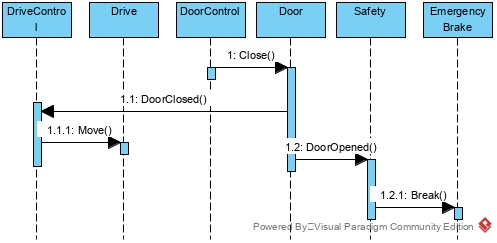 DriveContro
l
Drive
DoorControl
Door
Safety
Emergency
Brake
1: Close()
1.1: DoorClosed()
1.1.1: Move()
1.2: DoorOpened()
1.2.1: Break()
Powered By Visual Paradigm Community Edition